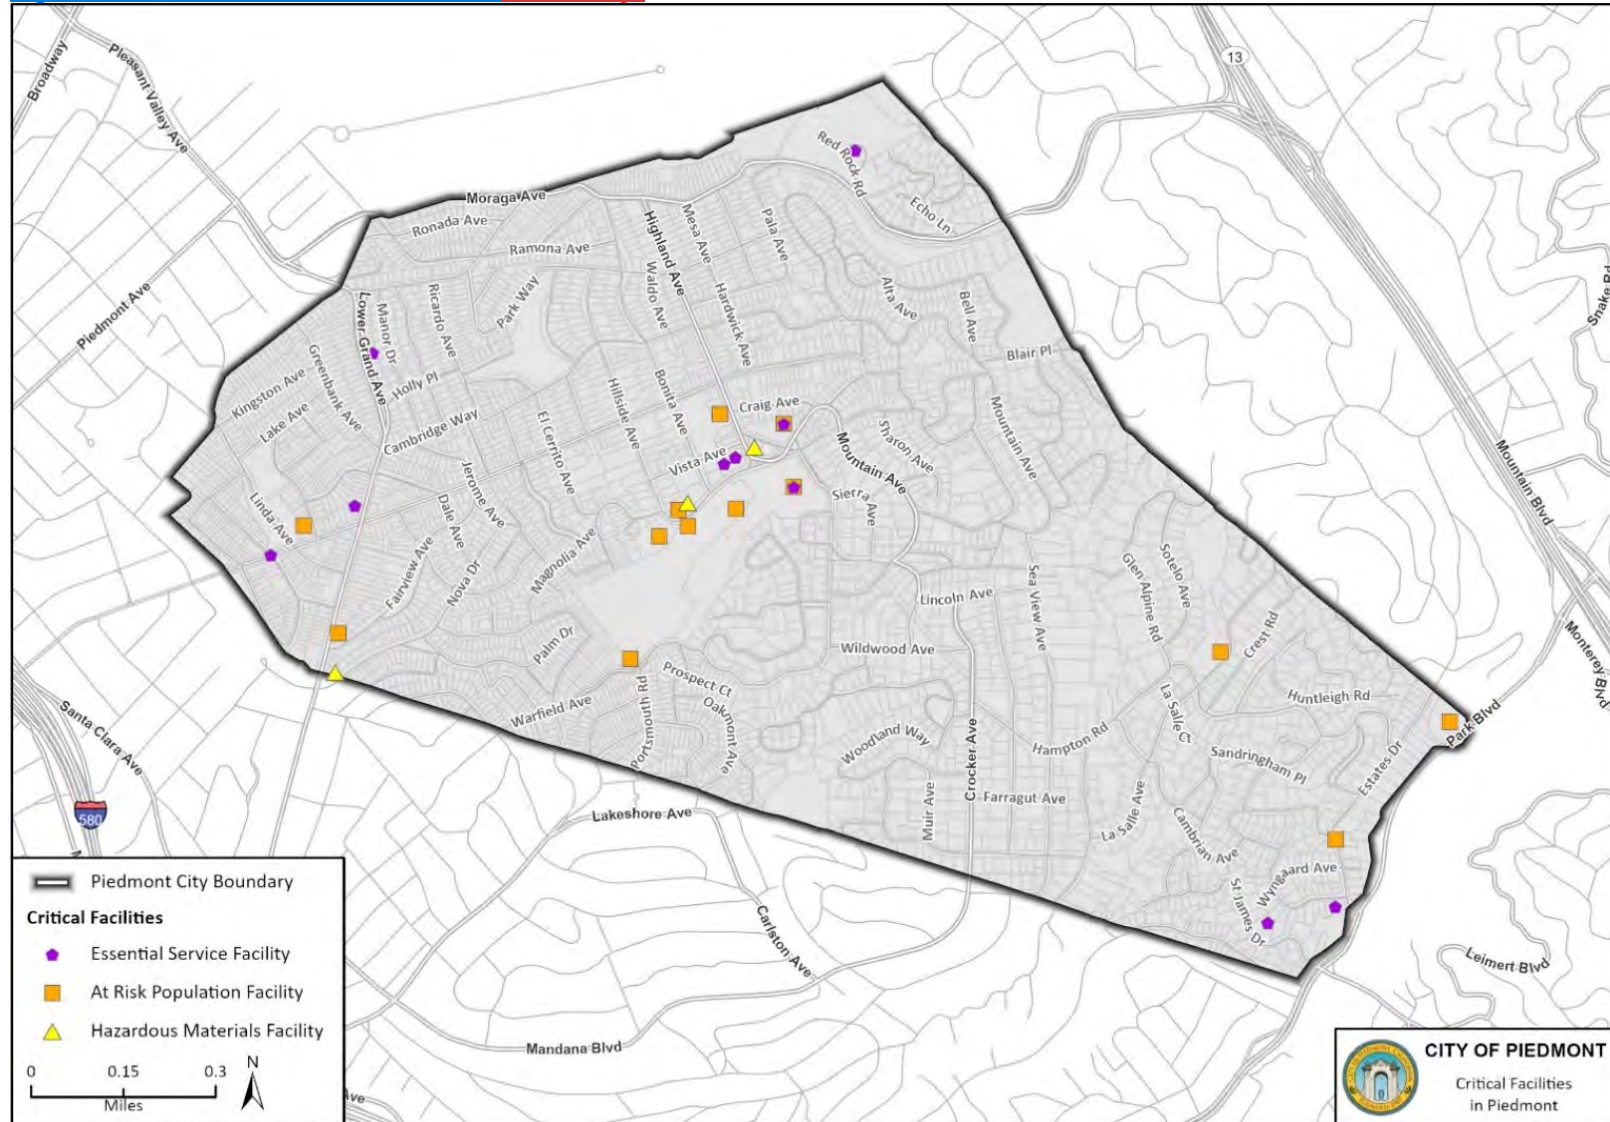 Broadway
Pleasant Valley Ave
13
Red Rock Rd
Moraga Ave
Echo Ln
Ronada Ave
Highland Ave
Mesa Ave
Pala Ave
Ramona Ave
Waldo Ave
Alta Ave
Snake Rd
Piedmont Ave
Lower Grand Ave
Manor Dr
Ricardo Ave
Park Way
Hardwick Ave
Bell Ave
Blair Pl
Kingston Ave
Greenbank Ave
Holly Pl
Hillside Ave
Bonita Ave
Craig Ave
Mountain Ave
Lake Ave
Cambridge Way
El Cerrito Ave
Vista Ave
Mountain Ave
Sharon Ave
Mountain Blvd
Linda Ave
Jerome Ave
Dale Ave
Sierra Ave
Fairview Ave
Nova Dr
Magnolia Ave
Glen Alpine Rd
Sotelo Ave
Lincoln Ave
Sea View Ave
Crest Rd
Palm Dr
Wildwood Ave
Monterey Blvd
Prospect Ct
Portsmouth Rd
Oakmont Ave
Warfield Ave
La Salle Ct
Huntleigh Rd
Park Blvd
Santa Clara Ave
Woodland Way
Crocker Ave
Hampton Rd
Sandringham Pl
Estates Dr
580
Lakeshore Ave
Muir Ave
Farragut Ave
La Salle Ave
Cambrian Ave
Wyngaard Ave
St James Dr
Carlston Ave
Leimert Blvd
Mandana Blvd
Ave
Piedmont City Boundary
Critical Facilities
Essential Service Facility
At Risk Population Facility
Hazardous Materials Facility
0 0.15 0.3
Miles
N
CITY OF PIEDMONT
Critical Facilities
in Piedmont